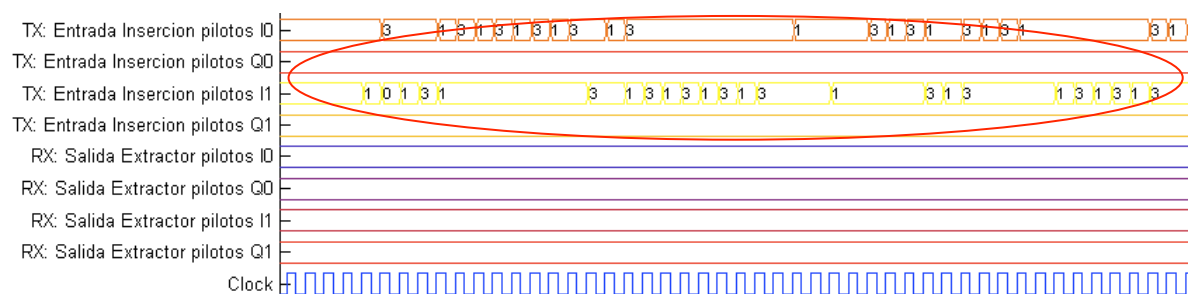 TX: Entrada Insercion pilotos I0 3 1 3 1 3 1 3 1 3 1 3 1 3 1 3 1 3 1 3 1 3 1
TX: Entrada Insercion pilotos Q0
TX: Entrada Insercion pilotos I1 1 0 1 3 1 3 1 3 1 3 1 3 1 3 1 3 1 3 1 3 1 3 1 3
TX: Entrada Insercion pilotos Q1
RX: Salida Extractor pilotos I0
RX: Salida Extractor pilotos Q0
RX: Salida Extractor pilotos I1
RX: Salida Extractor pilotos Q1
Clock